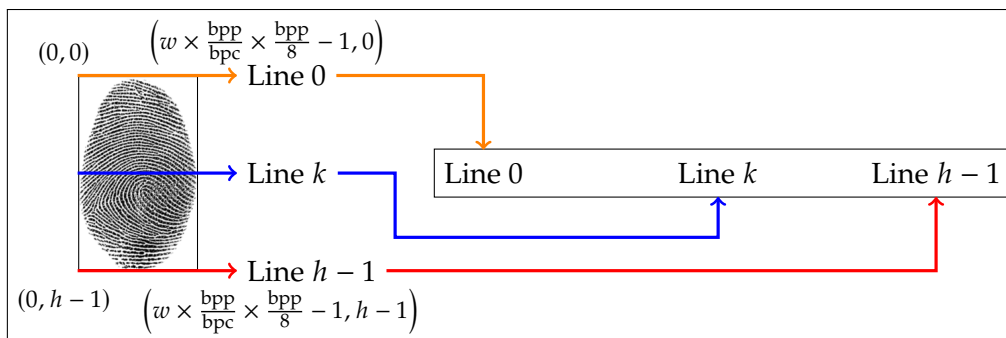 (0, 0)
(w × bpp/bpc × bpp/8 − 1, 0)
Line 0
Line k
Line 0 Line k Line h − 1
Line h − 1
(0, h − 1)
(w × bpp/bpc × bpp/8 − 1, h − 1)